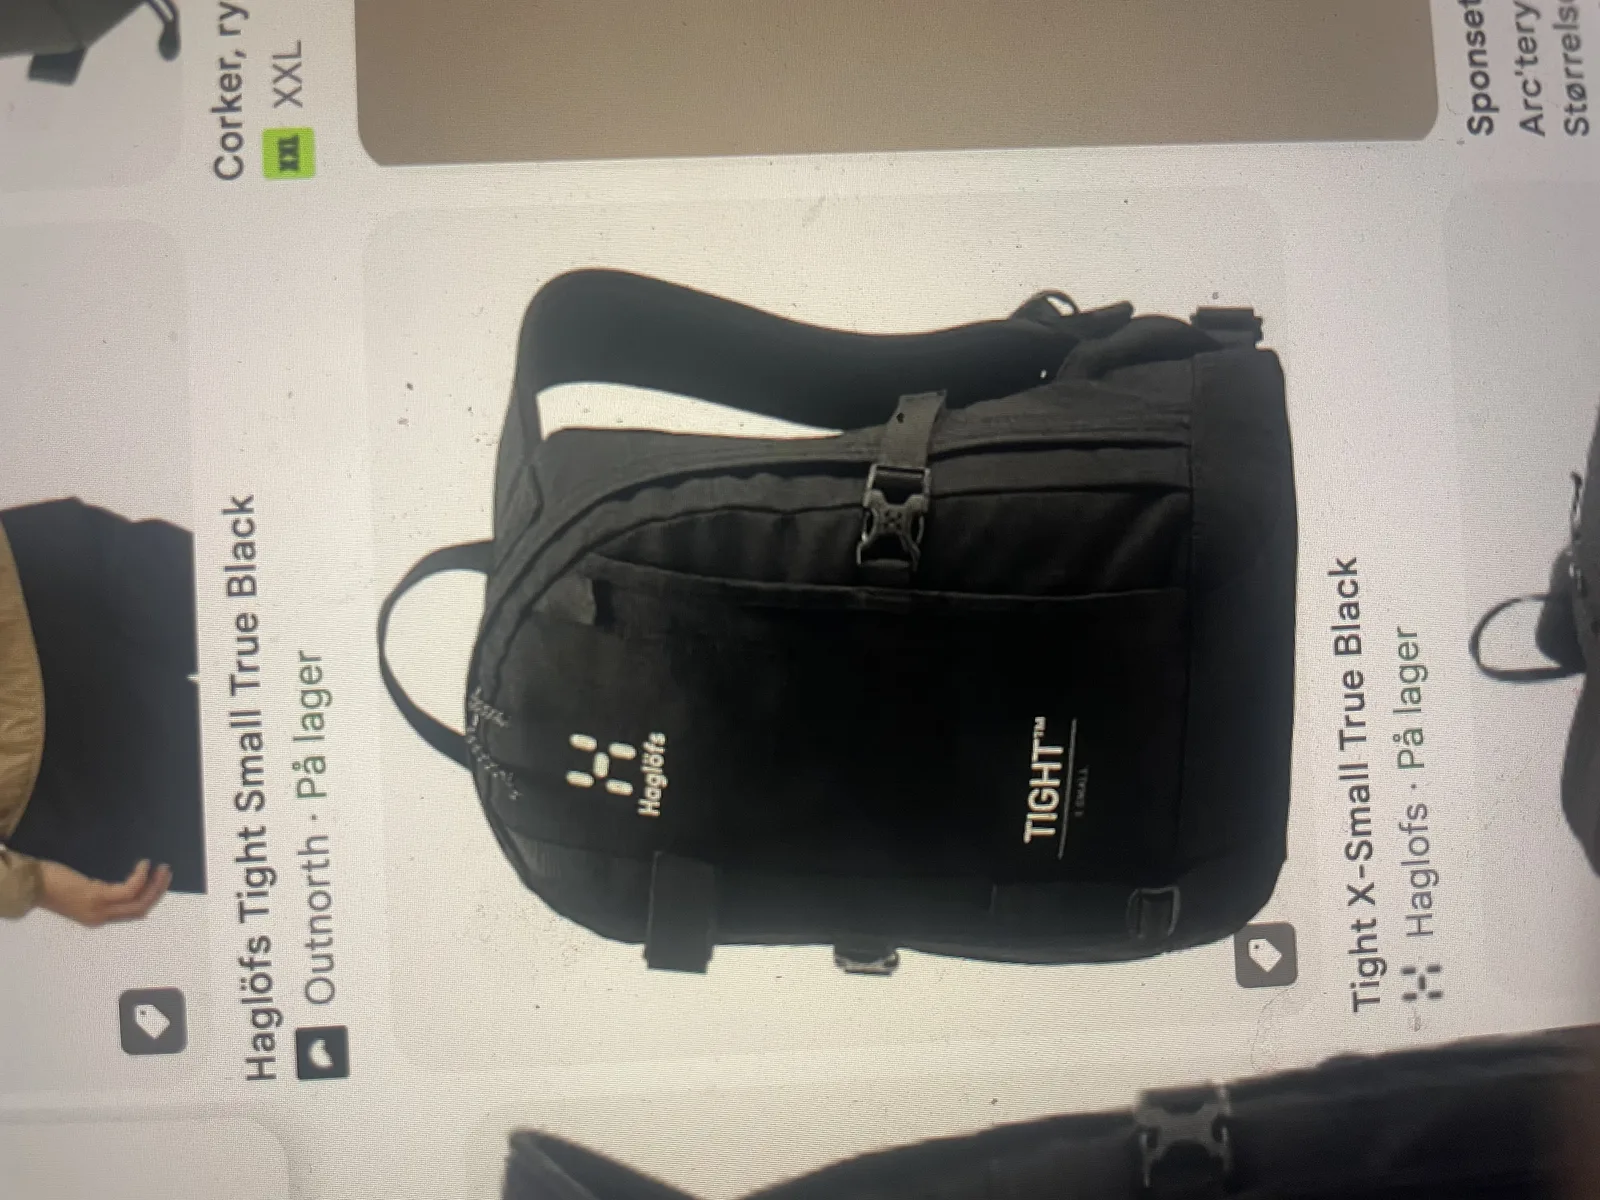 Corker, ry
XXL
XXL
Haglöfs Tight Small True Black
Outnorth · På lager
Haglöfs
TIGHT™
X-SMALL
Tight X-Small True Black
Haglofs · På lager
Sponset
Arc'tery
Størrels